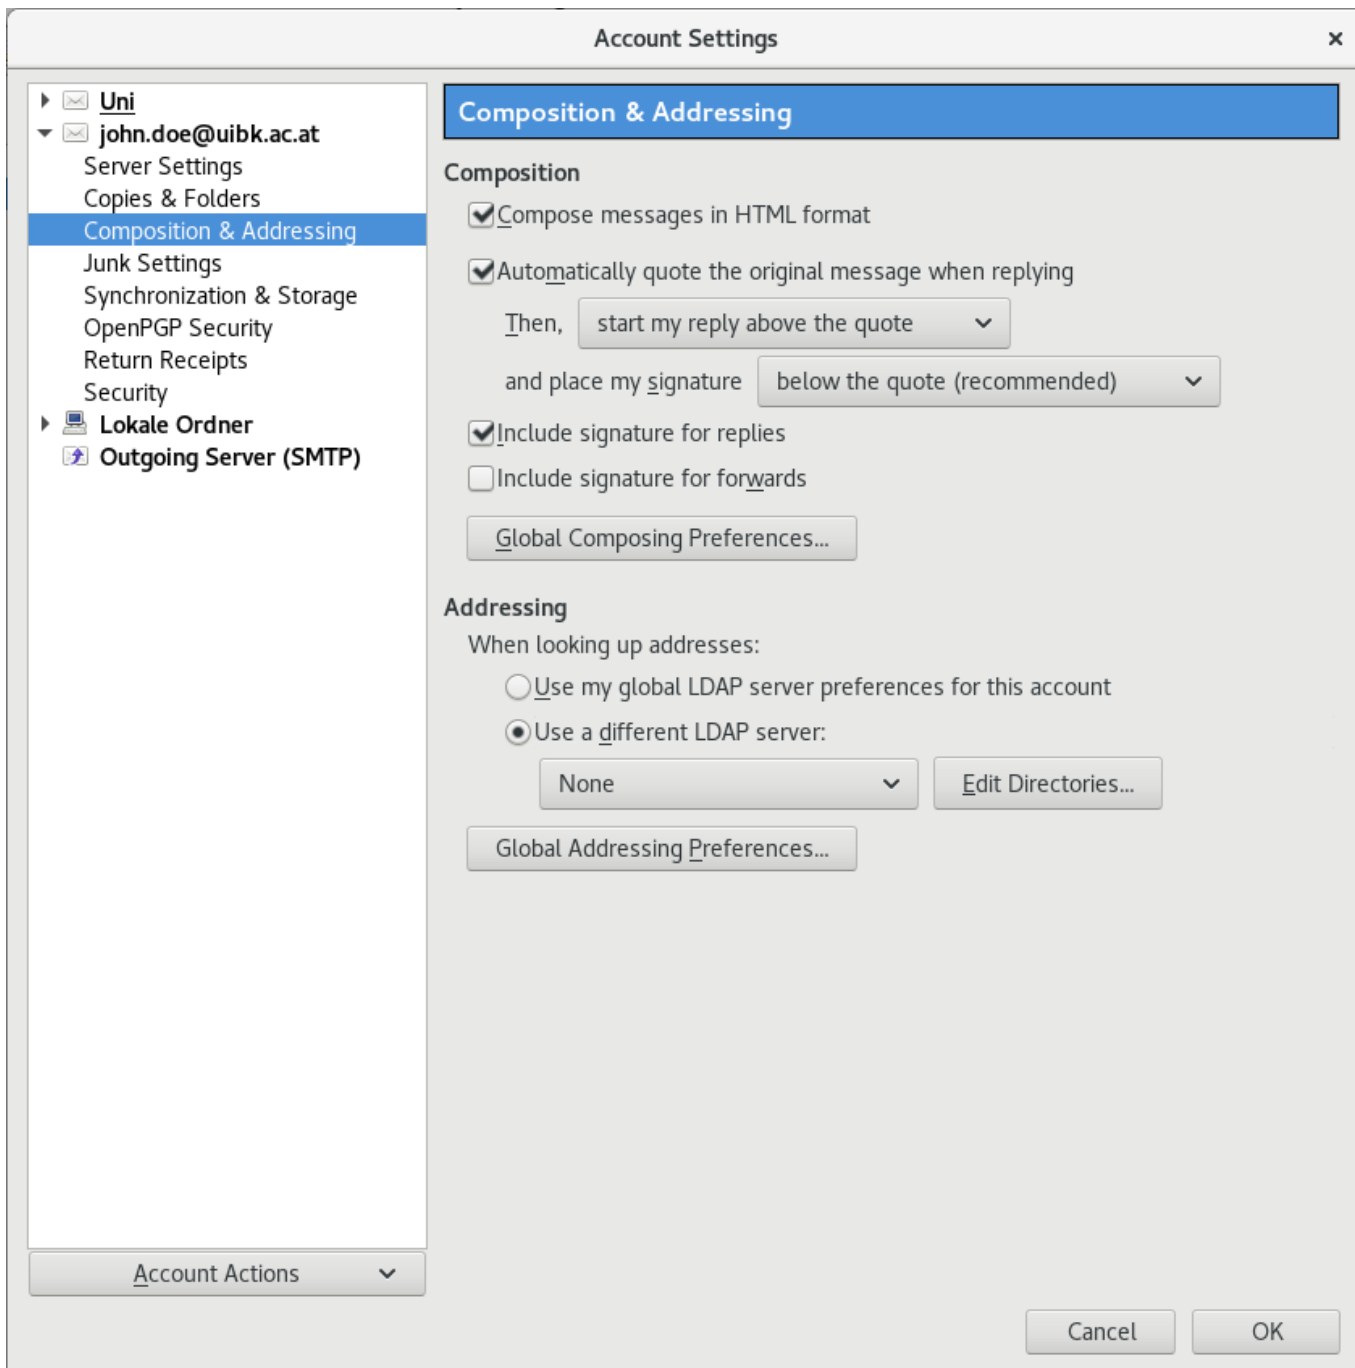 Account Settings
Uni
john.doe@uibk.ac.at
Server Settings
Copies & Folders
Composition & Addressing
Junk Settings
Synchronization & Storage
OpenPGP Security
Return Receipts
Security
Lokale Ordner
Outgoing Server (SMTP)
Account Actions
Composition & Addressing
Composition
Compose messages in HTML format
Automatically quote the original message when replying
Then, start my reply above the quote
and place my signature below the quote (recommended)
Include signature for replies
Include signature for forwards
Global Composing Preferences...
Addressing
When looking up addresses:
Use my global LDAP server preferences for this account
Use a different LDAP server:
None Edit Directories...
Global Addressing Preferences...
Cancel OK